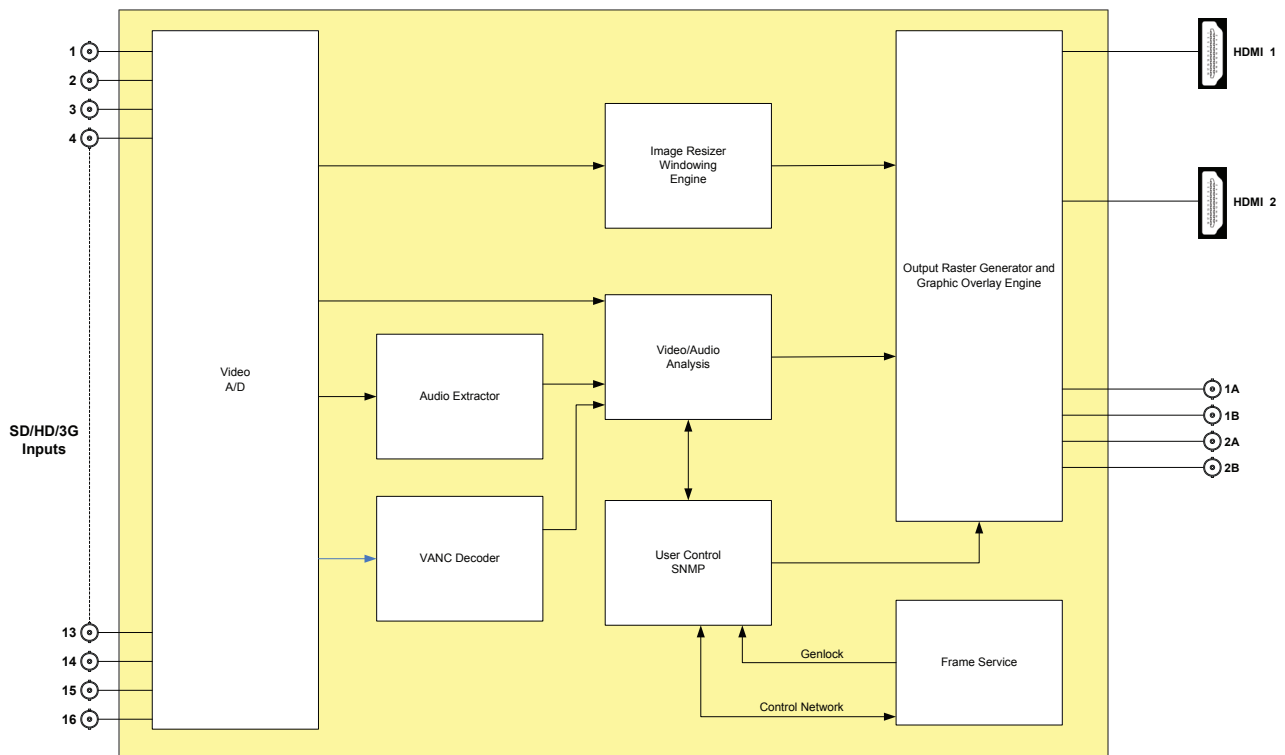 1
2
3
4
SD/HD/3G
Inputs
13
14
15
16
Video
A/D
Image Resizer
Windowing
Engine
Video/Audio
Analysis
Audio Extractor
VANC Decoder
User Control
SNMP
Genlock
Control Network
Frame Service
Output Raster Generator and
Graphic Overlay Engine
HDMI 1
HDMI 2
1A
1B
2A
2B